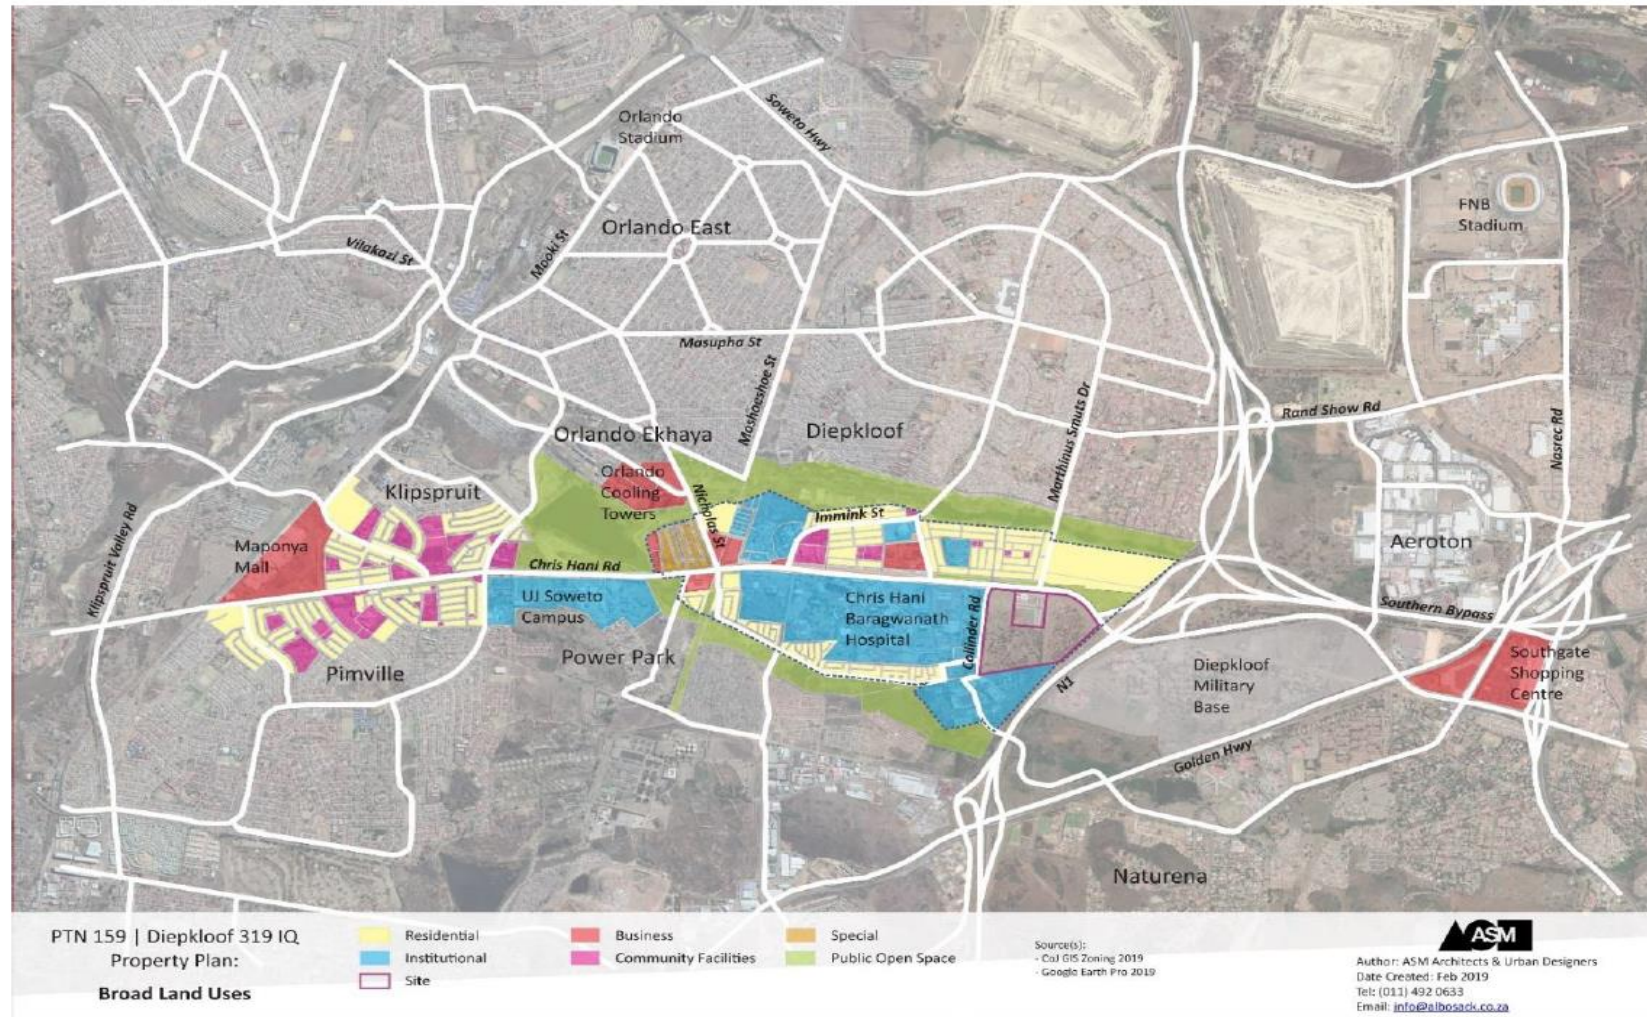 Orlando
Stadium
Soweto Hwy
FNB
Stadium
Orlando East
Vilakazi St
Mooki St
Masupha St
Moshoeshoe St
Marthinus Smuts Dr
Rand Show Rd
Nasrec Rd
Orlando Ekhaya
Diepkloof
Orlando
Cooling
Towers
Klipspruit
Nicholas St
Immink St
Klipspruit Valley Rd
Maponya
Mall
Chris Hani Rd
Aeroton
UJ Soweto
Campus
Chris Hani
Baragwanath
Hospital
Collinder Rd
Southern Bypass
Power Park
Pimville
N1
Diepkloof
Military
Base
Southgate
Shopping
Centre
Golden Hwy
Naturena
PTN 159 | Diepkloof 319 IQ
Property Plan:
Broad Land Uses
Residential
Institutional
Site
Business
Community Facilities
Special
Public Open Space
Source(s):
- CoJ GIS Zoning 2019
- Google Earth Pro 2019
ASM
Author: ASM Architects & Urban Designers
Date Created: Feb 2019
Tel: (011) 492 0633
Email: info@albosack.co.za